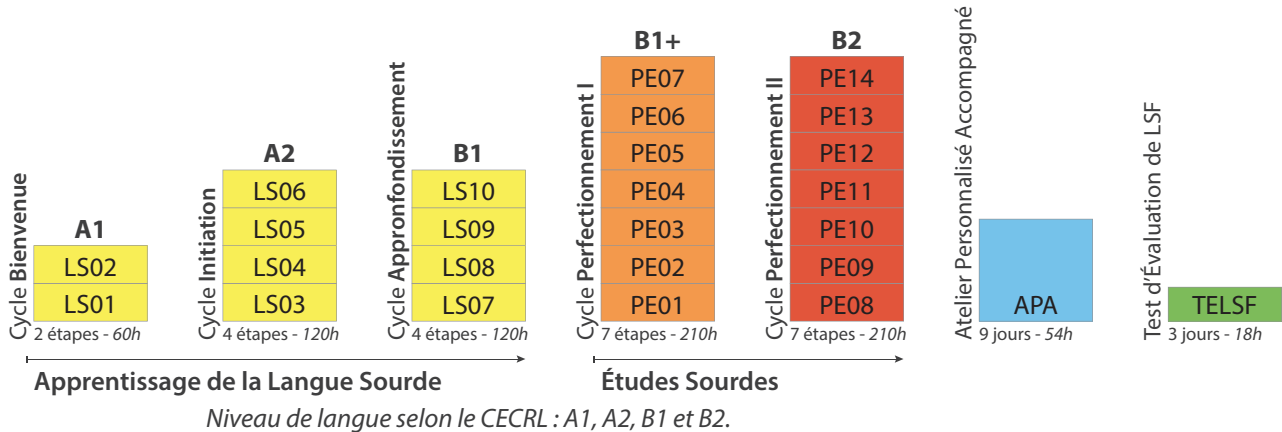 Cycle Bienvenue
A1
LS02
LS01
2 étapes - 60h
Cycle Initiation
A2
LS06
LS05
LS04
LS03
4 étapes - 120h
Cycle Appronfondissement
B1
LS10
LS09
LS08
LS07
4 étapes - 120h
Cycle Perfectionnement I
B1+
PE07
PE06
PE05
PE04
PE03
PE02
PE01
7 étapes - 210h
Cycle Perfectionnement II
B2
PE14
PE13
PE12
PE11
PE10
PE09
PE08
7 étapes - 210h
Atelier Personnalisé Accompagné
APA
9 jours - 54h
Test d'Évaluation de LSF
TELSF
3 jours - 18h
Apprentissage de la Langue Sourde
Études Sourdes
Niveau de langue selon le CECRL : A1, A2, B1 et B2.